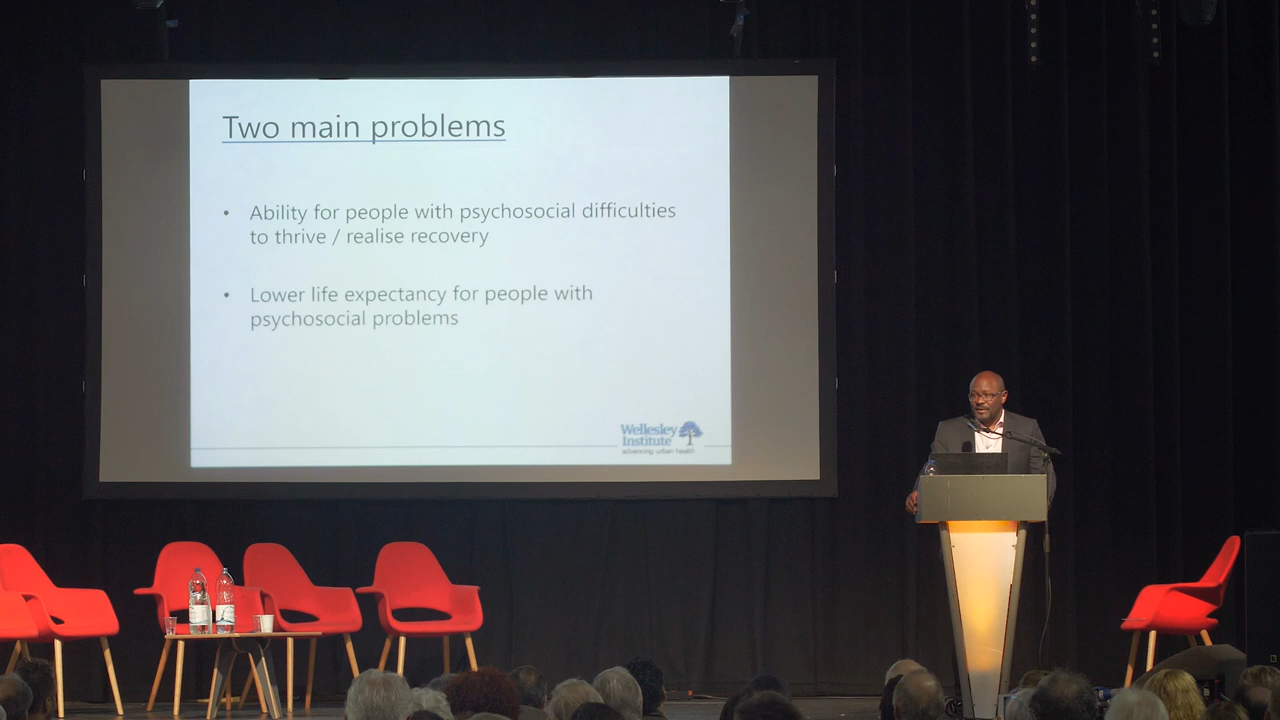 Two main problems
• Ability for people with psychosocial difficulties
to thrive / realise recovery
• Lower life expectancy for people with
psychosocial problems
Wellesley
Institute
advancing urban health